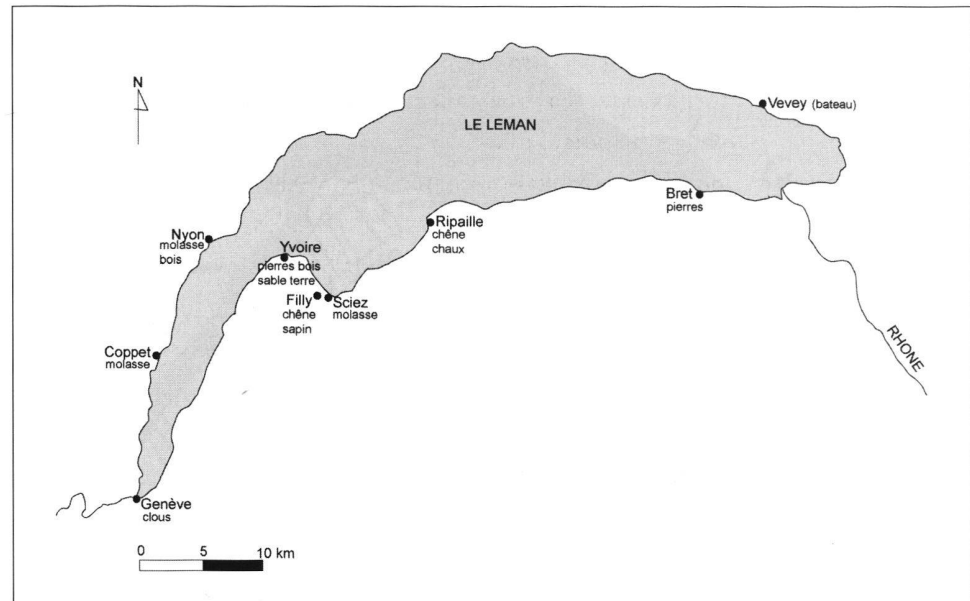 N
LE LEMAN
Vevey (bateau)
Bret
pierres
Ripaille
chêne
chaux
Nyon
molasse
bois
Yvoire
pierres bois
sable terre
Filly
chêne
sapin
Sciez
molasse
Coppet
molasse
RHONE
Genève
clous
0 5 10 km